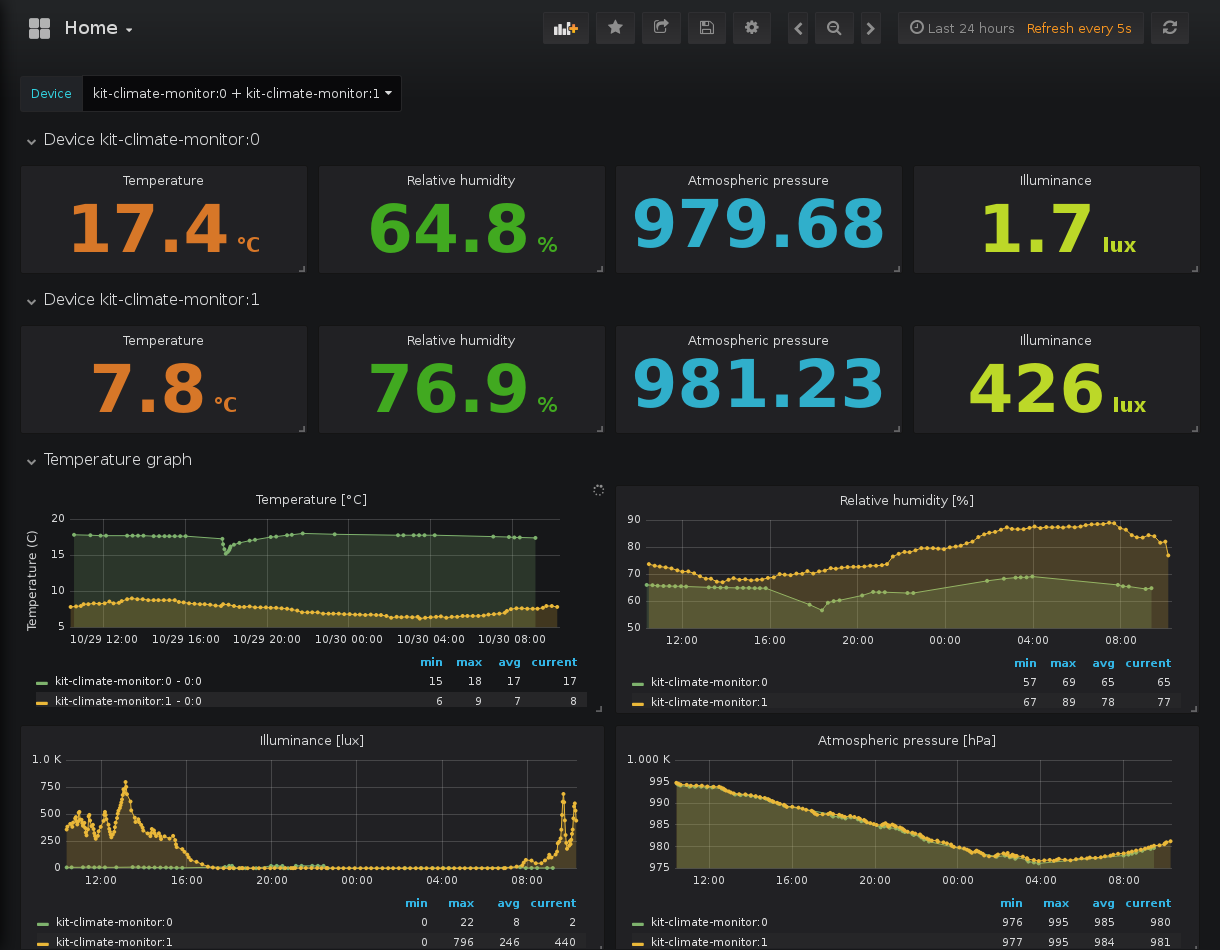 Home
Last 24 hours Refresh every 5s
Device kit-climate-monitor:0 + kit-climate-monitor:1
Device kit-climate-monitor:0
Temperature Relative humidity Atmospheric pressure Illuminance
17.4 °C 64.8 % 979.68 1.7 lux
Device kit-climate-monitor:1
Temperature Relative humidity Atmospheric pressure Illuminance
7.8 °C 76.9 % 981.23 426 lux
Temperature graph
Temperature [°C]
Temperature (C)
20
15
10
5
10/29 12:00 10/29 16:00 10/29 20:00 10/30 00:00 10/30 04:00 10/30 08:00
min max avg current
kit-climate-monitor:0 - 0:0 15 18 17 17
kit-climate-monitor:1 - 0:0 6 9 7 8
Relative humidity [%]
90
80
70
60
50
12:00 16:00 20:00 00:00 04:00 08:00
min max avg current
kit-climate-monitor:0 57 69 65 65
kit-climate-monitor:1 67 89 78 77
Illuminance [lux]
1.0 K
750
500
250
0
12:00 16:00 20:00 00:00 04:00 08:00
min max avg current
kit-climate-monitor:0 0 22 8 2
kit-climate-monitor:1 0 796 246 440
Atmospheric pressure [hPa]
1.000 K
995
990
985
980
975
12:00 16:00 20:00 00:00 04:00 08:00
min max avg current
kit-climate-monitor:0 976 995 985 980
kit-climate-monitor:1 977 995 984 981